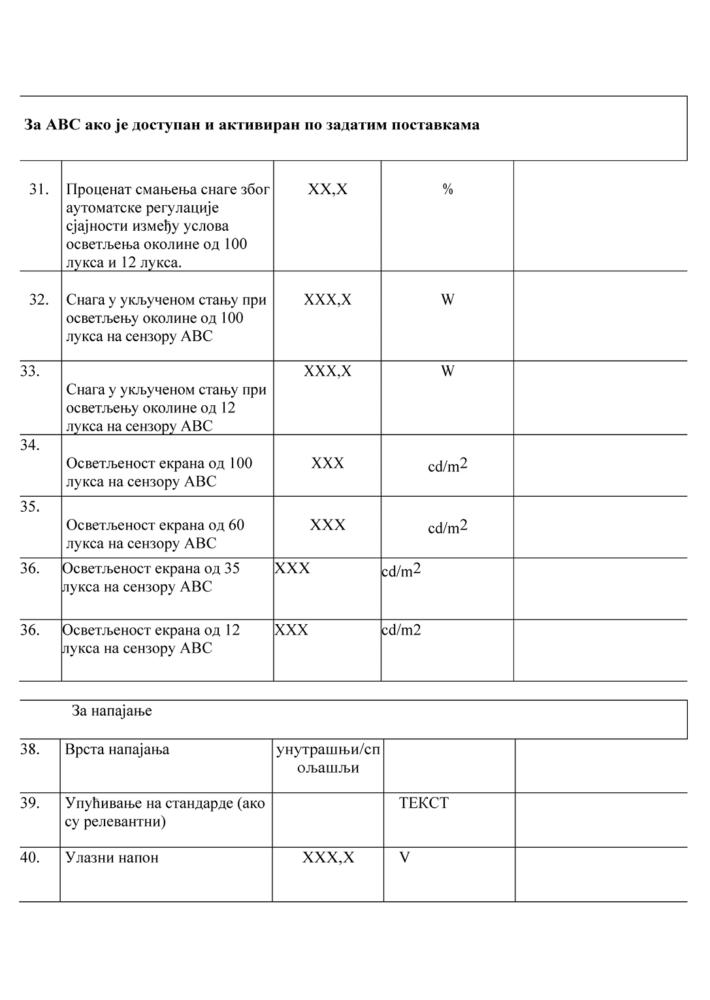 За ABC ако је доступан и активиран по задатим поставкама
31.
Проценат смањења снаге због
аутоматске регулације
сјајности између услова
осветљења околине од 100
лукса и 12 лукса.
XX,X
%
32.
Снага у укљученом стању при
осветљењу околине од 100
лукса на сензору ABC
XXX,X
W
33.
Снага у укљученом стању при
осветљењу околине од 12
лукса на сензору ABC
XXX,X
W
34.
Осветљеност екрана од 100
лукса на сензору ABC
XXX
cd/m2
35.
Осветљеност екрана од 60
лукса на сензору ABC
XXX
cd/m2
36.
Осветљеност екрана од 35
лукса на сензору ABC
XXX
cd/m2
36.
Осветљеност екрана од 12
лукса на сензору ABC
XXX
cd/m2
За напајање
38.
Врста напајања
унутрашњи/сп
ољашљи
39.
Упућивање на стандарде (ако
су релевантни)
ТЕКСТ
40.
Улазни напон
XXX,X
V